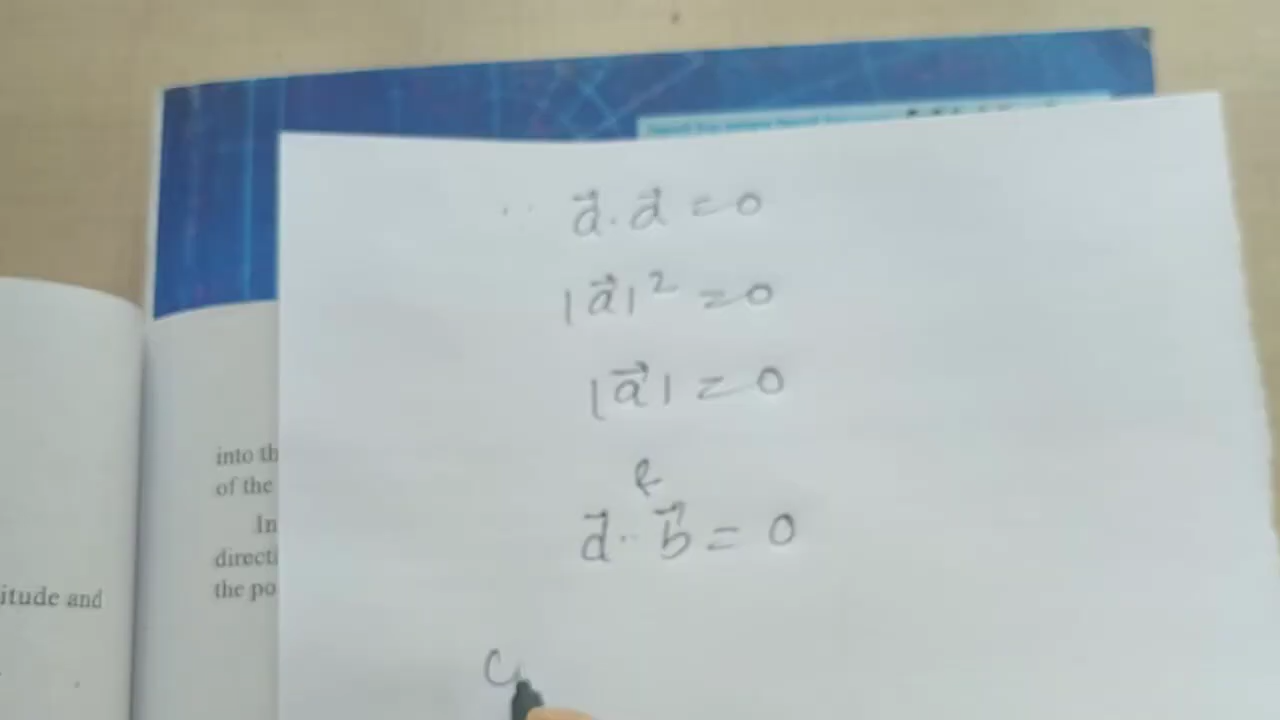 a⃗ . a⃗ = 0
|a⃗|² = 0
|a⃗| = 0
&
a⃗ . b⃗ = 0
C
into th
of the
In
directi
the po
itude and